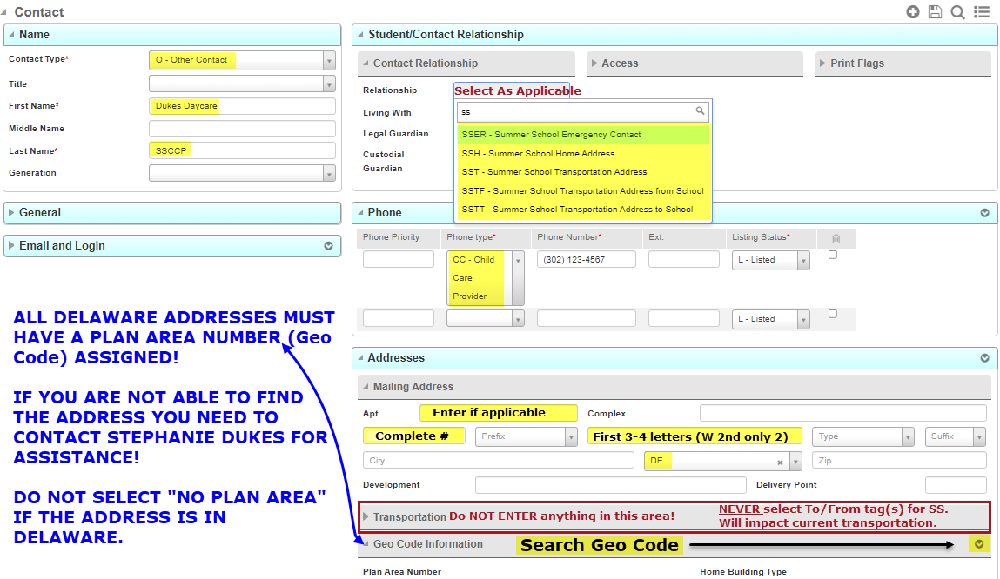 Contact
Name
Contact Type*
O - Other Contact
Title
First Name*
Dukes Daycare
Middle Name
Last Name*
SSCCP
Generation
General
Email and Login
Student/Contact Relationship
Contact Relationship
Access
Print Flags
Relationship
Select As Applicable
Living With
ss
Legal Guardian
Custodial
Guardian
SSER - Summer School Emergency Contact
SSH - Summer School Home Address
SST - Summer School Transportation Address
SSTF - Summer School Transportation Address from School
SSTT - Summer School Transportation Address to School
Phone
Phone Priority Phone type* Phone Number* Ext. Listing Status*
CC - Child
Care
Provider
(302) 123-4567
L - Listed
L - Listed
ALL DELAWARE ADDRESSES MUST
HAVE A PLAN AREA NUMBER (Geo
Code) ASSIGNED!
IF YOU ARE NOT ABLE TO FIND
THE ADDRESS YOU NEED TO
CONTACT STEPHANIE DUKES FOR
ASSISTANCE!
DO NOT SELECT "NO PLAN AREA"
IF THE ADDRESS IS IN
DELAWARE.
Addresses
Mailing Address
Apt Enter if applicable Complex
Complete # Prefix First 3-4 letters (W 2nd only 2) Type Suffix
City DE Zip
Development Delivery Point
Transportation Do NOT ENTER anything in this area!
NEVER select To/From tag(s) for SS.
Will impact current transportation.
Geo Code Information Search Geo Code
Plan Area Number Home Building Type